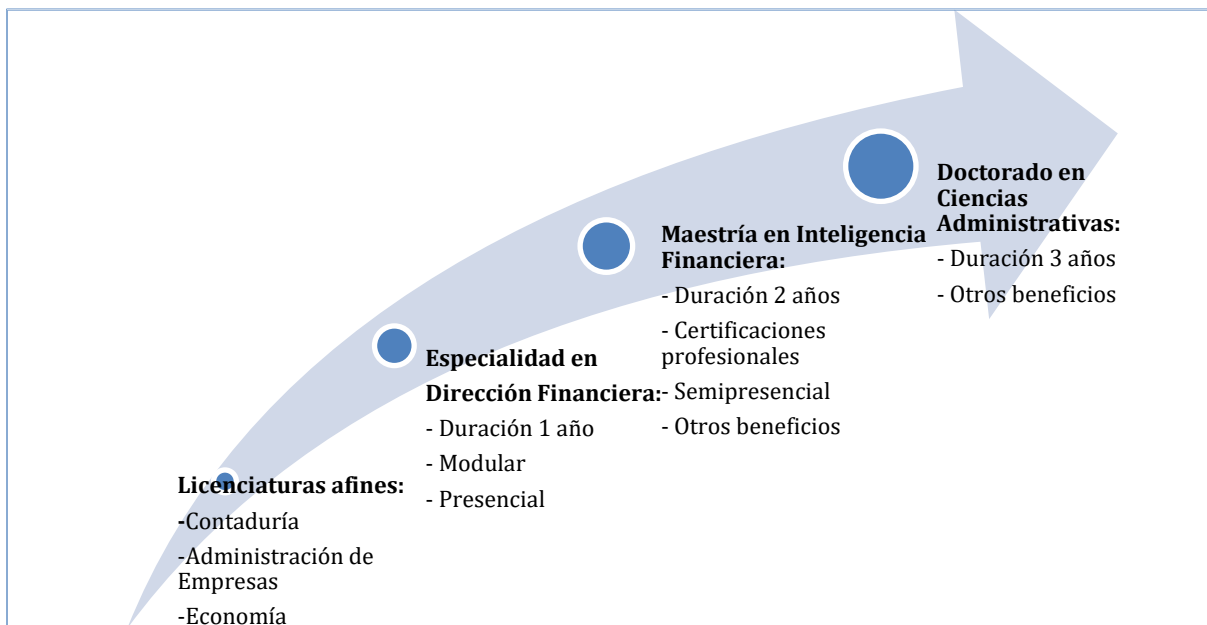 Licenciaturas afines:
-Contaduría
-Administración de
Empresas
-Economía
Especialidad en
Dirección Financiera:
- Duración 1 año
- Modular
- Presencial
Maestría en Inteligencia
Financiera:
- Duración 2 años
- Certificaciones
profesionales
- Semipresencial
- Otros beneficios
Doctorado en
Ciencias
Administrativas:
- Duración 3 años
- Otros beneficios